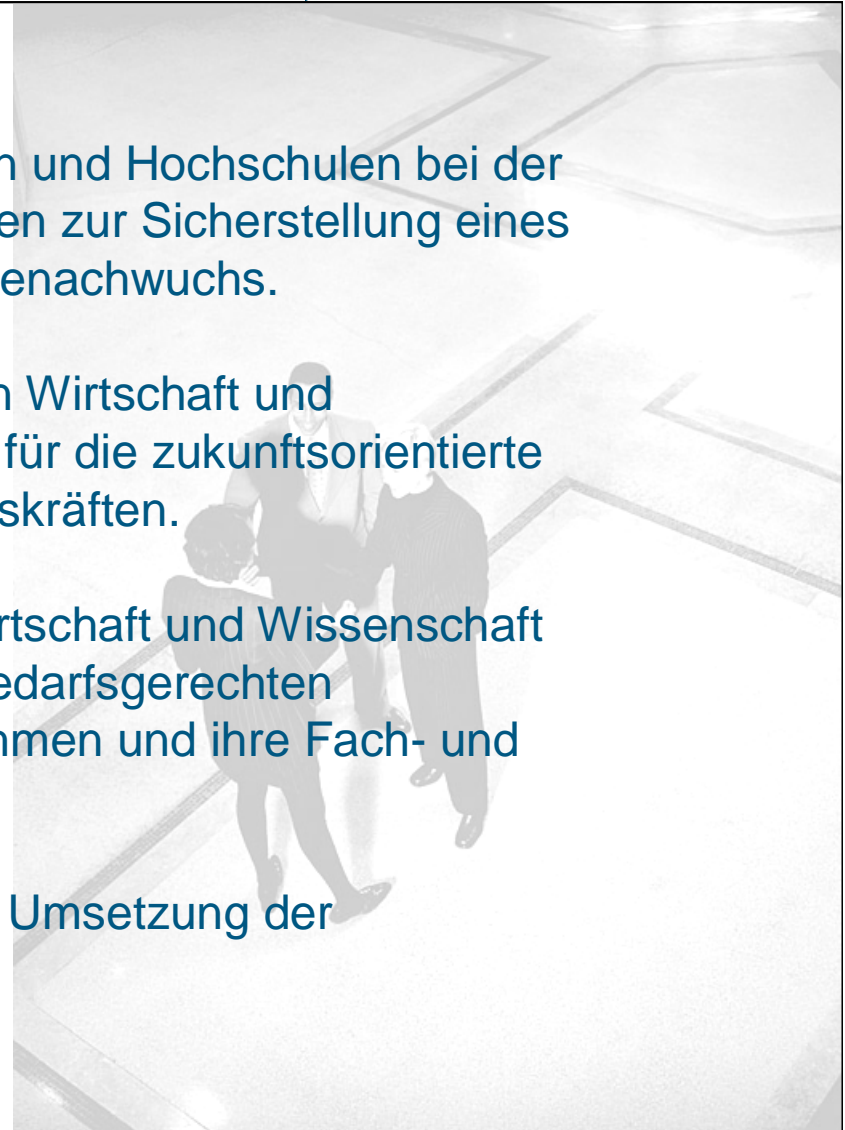 n und Hochschulen bei der
en zur Sicherstellung eines
enachwuchs.
n Wirtschaft und
für die zukunftsorientierte
skräften.
rtschaft und Wissenschaft
edarfsgerechten
hmen und ihre Fach- und
Umsetzung der